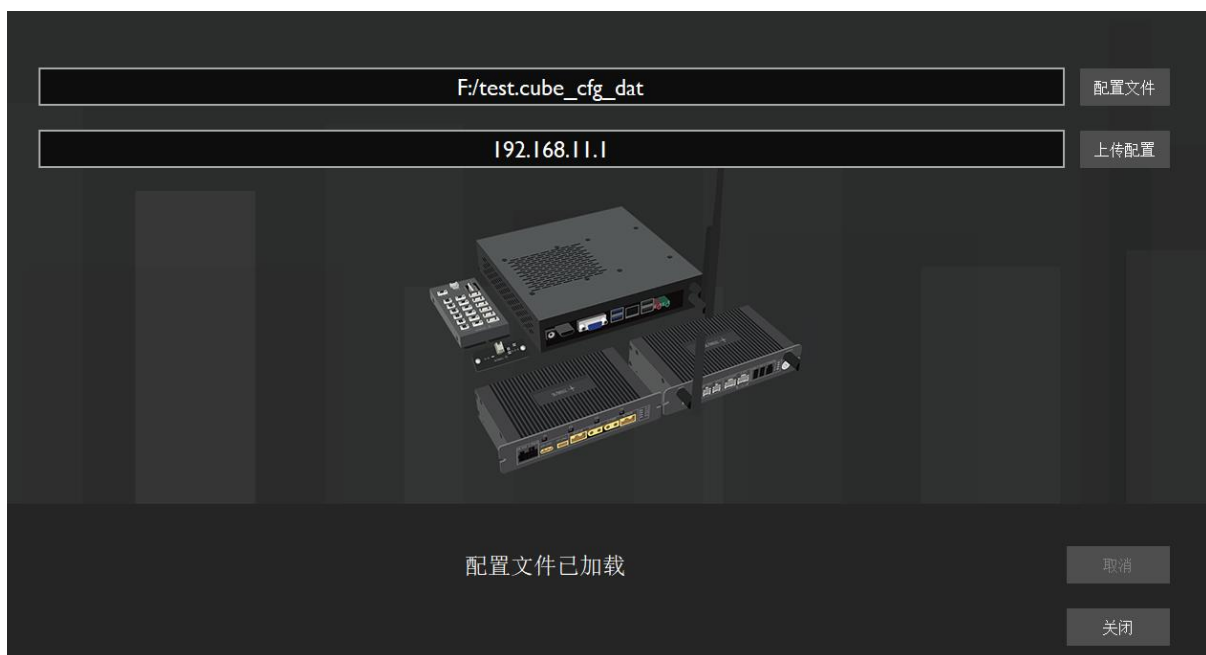 F:/test.cube_cfg_dat
配置文件
192.168.11.1
上传配置
配置文件已加载
取消
关闭